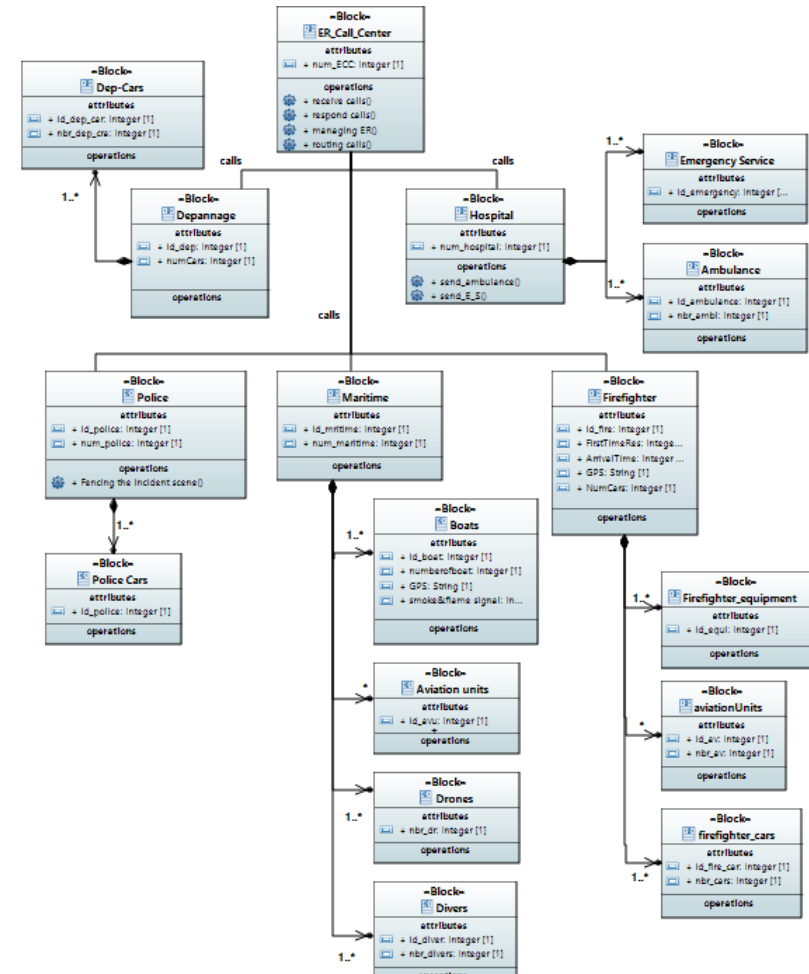 «Block»
ER_Call_Center
attributes
+ num_ECC: Integer [1]
operations
+ receive calls()
+ respond calls()
+ managing ER()
+ routing calls()
«Block»
Dep-Cars
attributes
+ id_dep_car: Integer [1]
+ nbr_dep_cra: Integer [1]
operations
1..*
calls
calls
«Block»
Depannage
attributes
+ id_dep: Integer [1]
+ numCars: Integer [1]
operations
«Block»
Hospital
attributes
+ num_hospital: Integer [1]
operations
+ send_ambulance()
+ send_E_S()
1..*
«Block»
Emergency Service
attributes
+ id_emergency: Integer [...
operations
1..*
«Block»
Ambulance
attributes
+ id_ambulance: Integer [1]
+ nbr_ambl: Integer [1]
operations
calls
«Block»
Police
attributes
+ id_police: Integer [1]
+ num_police: Integer [1]
operations
+ Fencing the incident scene()
1..*
«Block»
Police Cars
attributes
+ id_police: Integer [1]
operations
«Block»
Maritime
attributes
+ id_mritime: Integer [1]
+ num_maritime: Integer [1]
operations
1..*
«Block»
Boats
attributes
+ id_boat: Integer [1]
+ numberofboat: Integer [1]
+ GPS: String [1]
+ smoke&flame signal: In...
operations
*
«Block»
Aviation units
attributes
+ id_avu: Integer [1]
+
operations
1..*
«Block»
Drones
attributes
+ nbr_dr: Integer [1]
operations
1..*
«Block»
Divers
attributes
+ id_diver: Integer [1]
+ nbr_divers: Integer [1]
operations
«Block»
Firefighter
attributes
+ id_fire: Integer [1]
+ FirstTimeRes: Intege...
+ ArrivalTime: Integer ...
+ GPS: String [1]
+ NumCars: Integer [1]
operations
1..*
«Block»
Firefighter_equipment
attributes
+ id_equi: Integer [1]
operations
*
«Block»
aviationUnits
attributes
+ id_av: Integer [1]
+ nbr_av: Integer [1]
operations
1..*
«Block»
firefighter_cars
attributes
+ id_fire_car: Integer [1]
+ nbr_cars: Integer [1]
operations